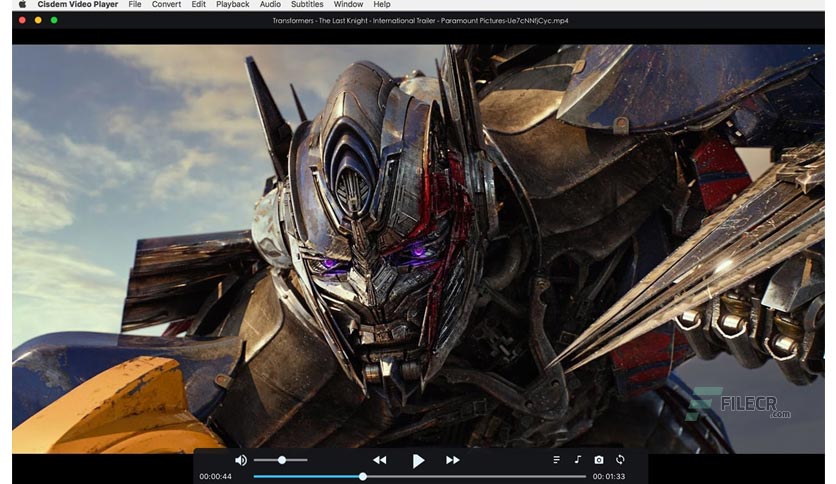 Cisdem Video Player File Convert Edit Playback Audio Subtitles Window Help
Transformers - The Last Knight - International Trailer - Paramount Pictures-Ue7cNNfjCyc.mp4
FILECR
.com
00:00:44 00:01:33